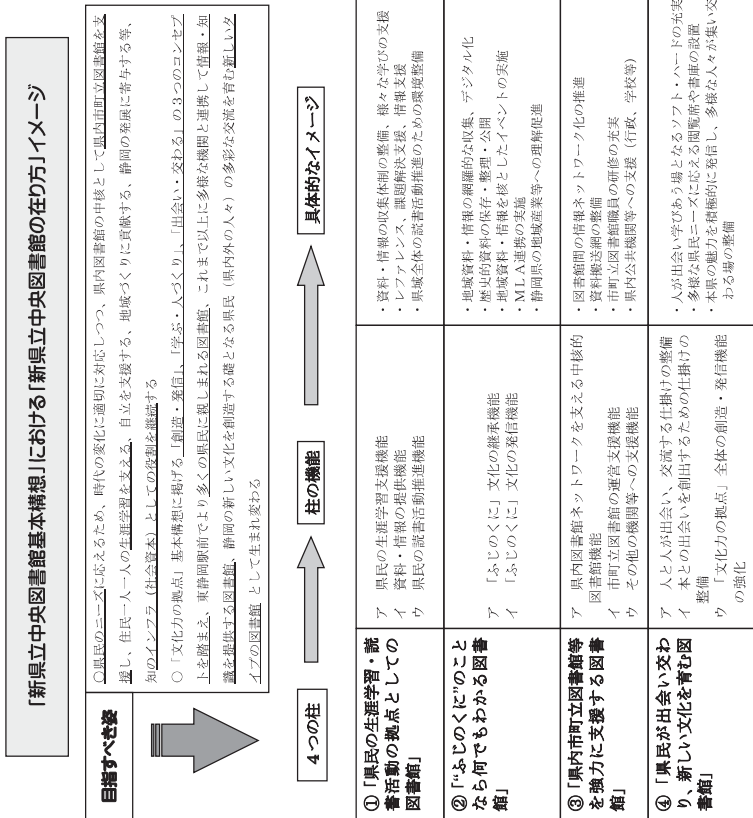 「新県立中央図書館基本構想」における「新県立中央図書館の在り方」イメージ
目指すべき姿
○県民のニーズに応えるため、時代の変化に適切に対応しつつ、県内図書館の中核として県内市町立図書館を支
援し、住民一人一人の生涯学習を支える、自立を支援する、地域づくりに貢献する、静岡の発展に寄与する等、
知のインフラ（社会資本）としての役割を継続する
○「文化力の拠点」基本構想に掲げる「創造・発信」、「学ぶ・人づくり」、「出会い・交わる」の３つのコンセプ
トを踏まえ、東静岡駅前でより多くの県民に親しまれる図書館、これまで以上に多様な機関と連携して情報・知
識を提供する図書館、静岡の新しい文化を創造する礎となる県民（県内外の人々）の多彩な交流を育む新しいタ
イプの図書館 として生まれ変わる
４つの柱
柱の機能
具体的なイメージ
①「県民の生涯学習・読
書活動の拠点としての
図書館」
ア　県民の生涯学習支援機能
イ　資料・情報の提供機能
ウ　県民の読書活動推進機能
・資料・情報の収集体制の整備、様々な学びの支援
・レファレンス、課題解決支援、情報支援
・県域全体の読書活動推進のための環境整備
②「“ふじのくに”のこと
なら何でもわかる図書
館」
ア　「ふじのくに」文化の継承機能
イ　「ふじのくに」文化の発信機能
・地域資料・情報の網羅的な収集、デジタル化
・歴史的資料の保存・整理・公開
・地域資料・情報を核としたイベントの実施
・ＭＬＡ連携の実施
・静岡県の地域産業等への理解促進
③「県内市町立図書館等
を強力に支援する図書
館」
ア　県内図書館ネットワークを支える中核的
図書館機能
イ　市町立図書館の運営支援機能
ウ　その他の機関等への支援機能
・図書館間の情報ネットワーク化の推進
・資料搬送網の整備
・市町立図書館職員の研修の充実
・県内公共機関等への支援（行政、学校等）
④「県民が出会い交わ
り、新しい文化を育む図
書館」
ア　人と人が出会い、交流する仕掛けの整備
イ　本との出会いを創出するための仕掛けの
整備
ウ　「文化力の拠点」全体の創造・発信機能
の強化
・人が出会い学びあう場となるソフト・ハードの充実
・多様な県民ニーズに応える閲覧席や書庫の設置
・本県の魅力を積極的に発信し、多様な人々が集い交
わる場の整備